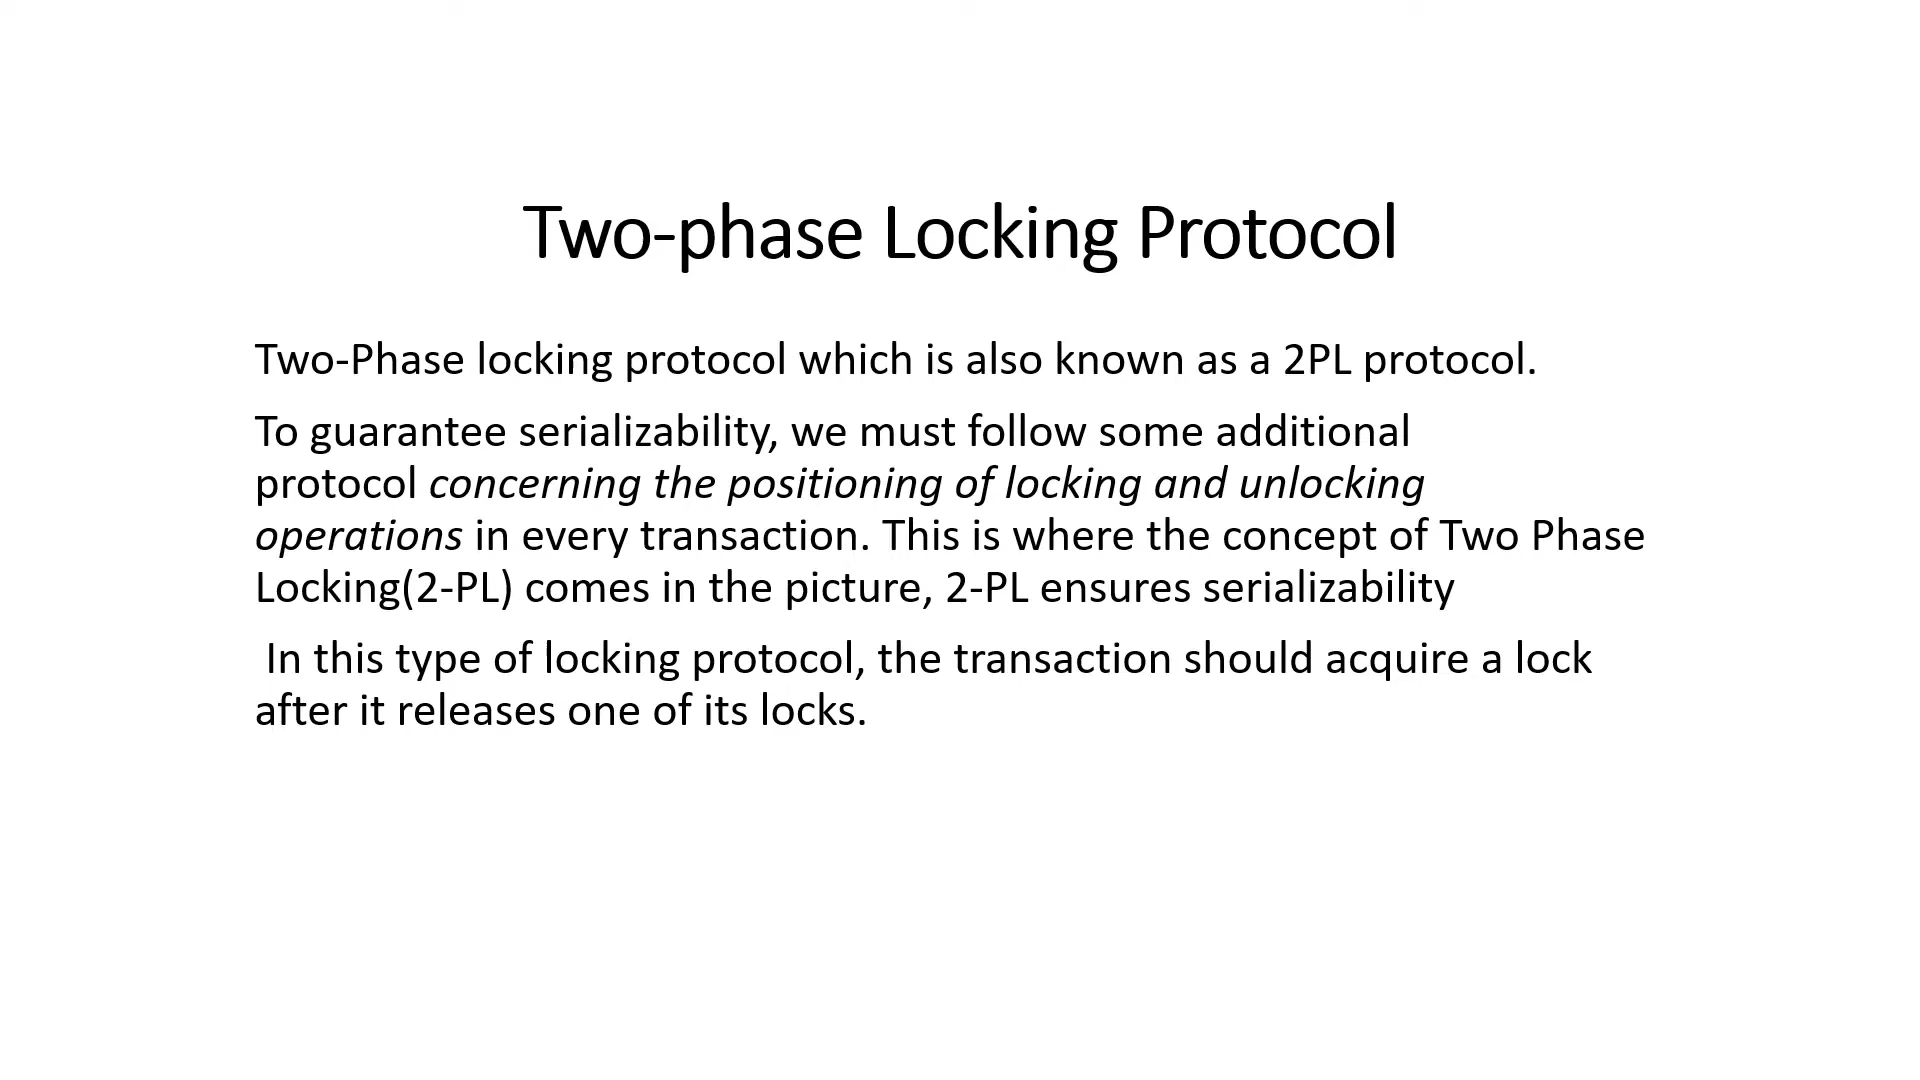 Two-phase Locking Protocol
Two-Phase locking protocol which is also known as a 2PL protocol.
To guarantee serializability, we must follow some additional
protocol concerning the positioning of locking and unlocking
operations in every transaction. This is where the concept of Two Phase
Locking(2-PL) comes in the picture, 2-PL ensures serializability
In this type of locking protocol, the transaction should acquire a lock
after it releases one of its locks.